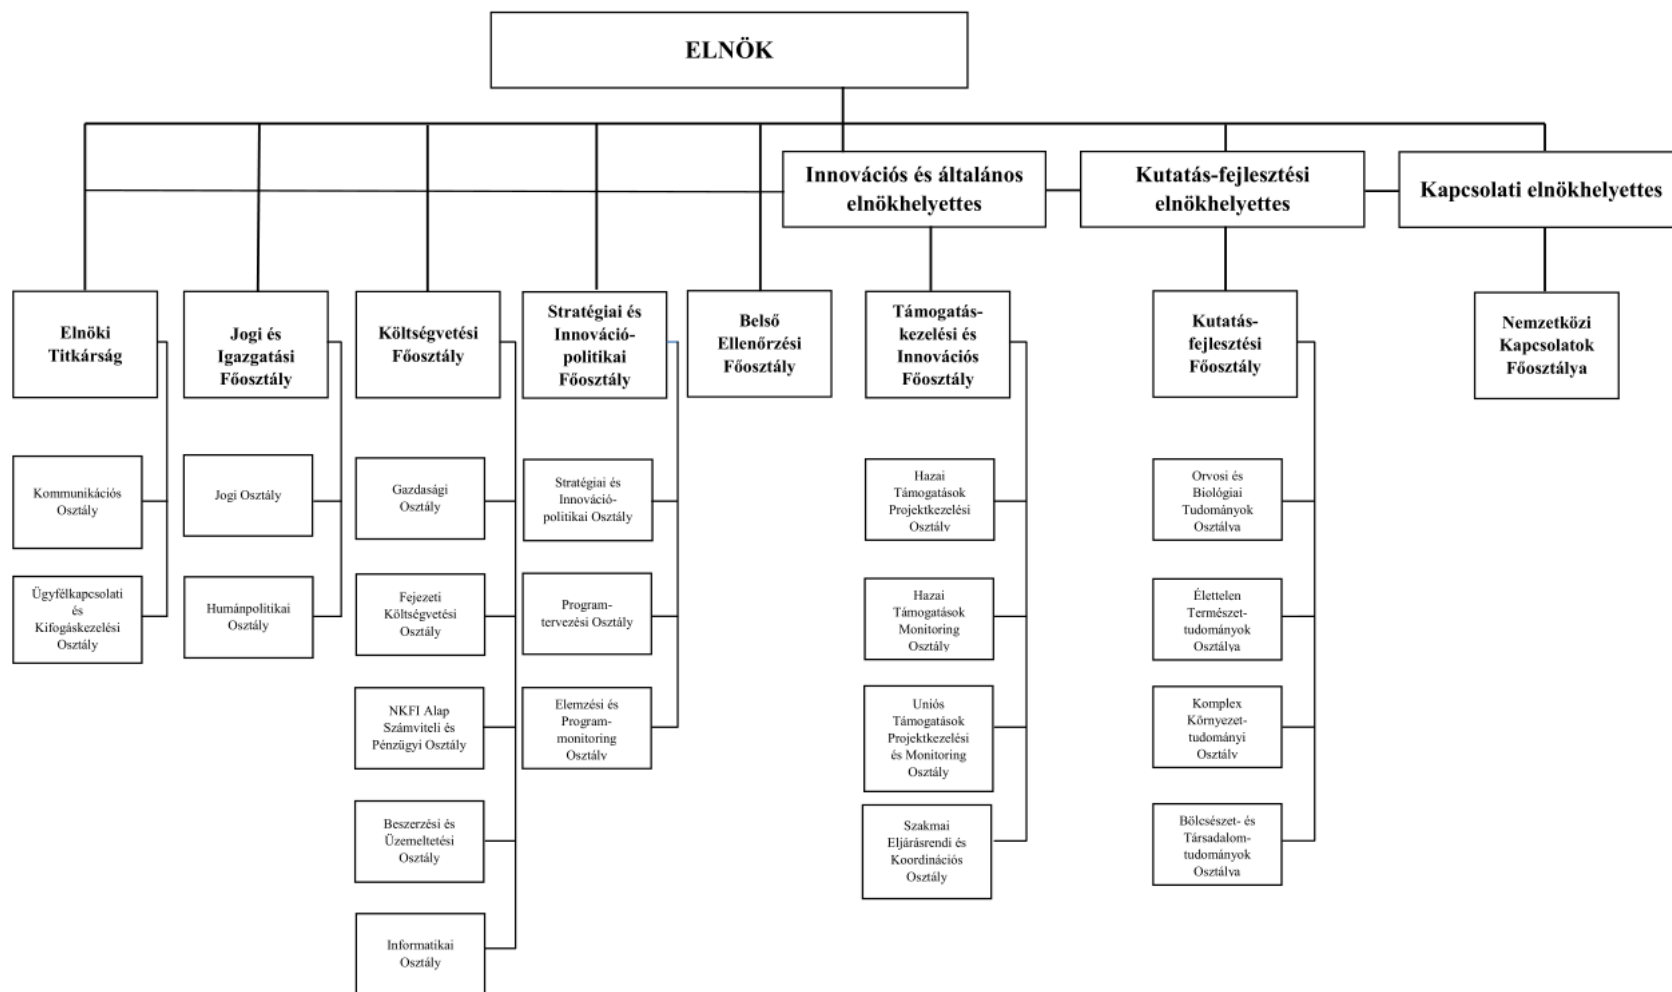 ELNÖK
Innovációs és általános
elnökhelyettes
Kutatás-fejlesztési
elnökhelyettes
Kapcsolati elnökhelyettes
Elnöki
Titkárság
Jogi és
Igazgatási
Főosztály
Költségvetési
Főosztály
Stratégiai és
Innováció-
politikai
Főosztály
Belső
Ellenőrzési
Főosztály
Támogatás-
kezelési és
Innovációs
Főosztály
Kutatás-
fejlesztési
Főosztály
Nemzetközi
Kapcsolatok
Főosztálya
Kommunikációs
Osztály
Ügyfélkapcsolati
és
Kifogáskezelési
Osztály
Jogi Osztály
Humánpolitikai
Osztály
Gazdasági
Osztály
Fejezeti
Költségvetési
Osztály
NKFI Alap
Számviteli és
Pénzügyi Osztály
Beszerzési és
Üzemeltetési
Osztály
Informatikai
Osztály
Stratégiai és
Innováció-
politikai Osztály
Program-
tervezési Osztály
Elemzési és
Program-
monitoring
Osztály
Hazai
Támogatások
Projektkezelési
Osztály
Hazai
Támogatások
Monitoring
Osztály
Uniós
Támogatások
Projektkezelési
és Monitoring
Osztály
Szakmai
Eljárásrendi és
Koordinációs
Osztály
Orvosi és
Biológiai
Tudományok
Osztálya
Élettelen
Természet-
tudományok
Osztálya
Komplex
Környezet-
tudományi
Osztály
Bölcsészet- és
Társadalom-
tudományok
Osztálya